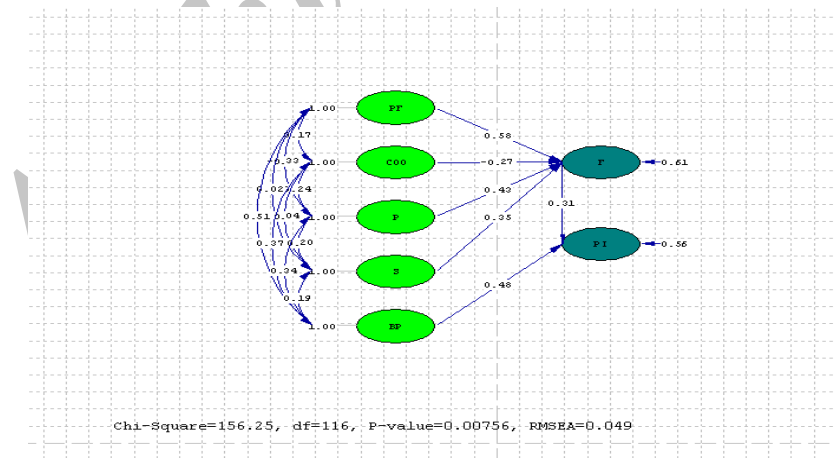 1.00 PF
0.58
0.17
-0.33 1.00 COO -0.27 F 0.61
0.02 0.24 0.43 0.31
0.51 0.04 1.00 P 0.35
0.37 0.20 PI 0.56
0.34 1.00 S
0.48
0.19
1.00 BP
Chi-Square=156.25, df=116, P-value=0.00756, RMSEA=0.049